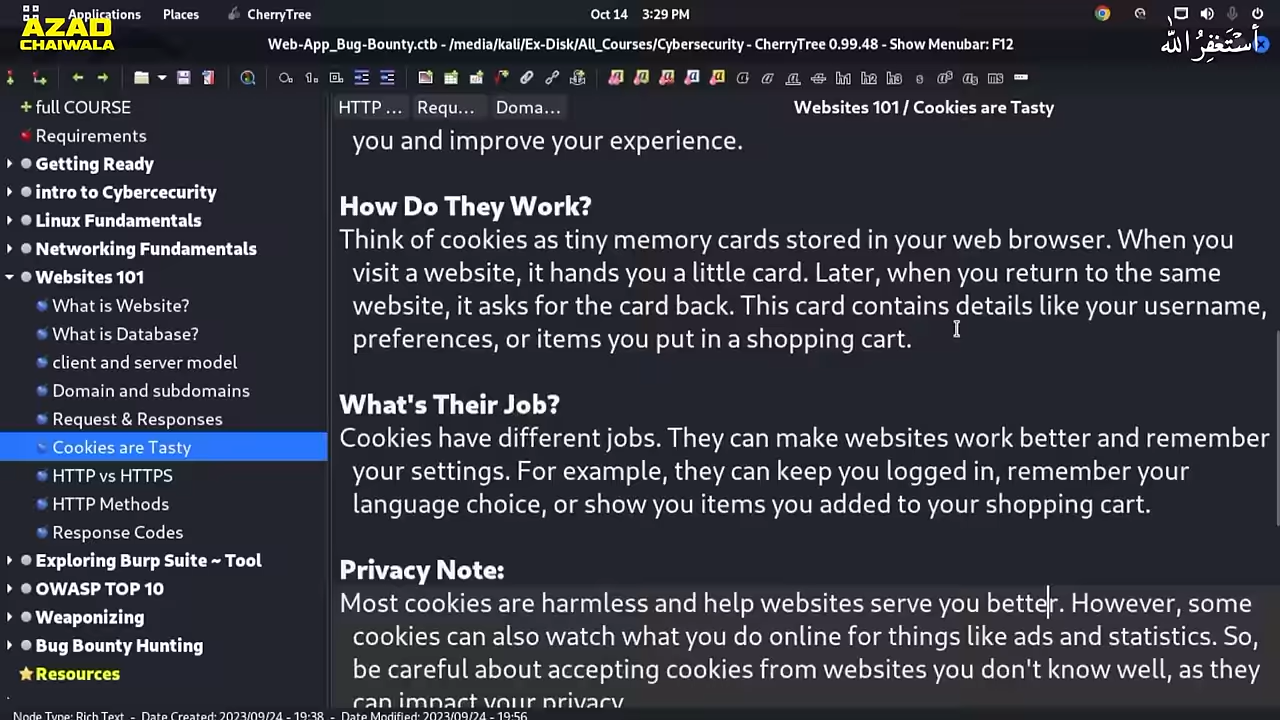 Applications Places CherryTree Oct 14 3:29 PM
AZAD
CHAIWALA
أستغفر الله
Web-App_Bug-Bounty.ctb - /media/kali/Ex-Disk/All_Courses/Cybersecurity - CherryTree 0.99.48 - Show Menubar: F12
h1 h2 h3 s ms
full COURSE
Requirements
Getting Ready
intro to Cybercecurity
Linux Fundamentals
Networking Fundamentals
Websites 101
What is Website?
What is Database?
client and server model
Domain and subdomains
Request & Responses
Cookies are Tasty
HTTP vs HTTPS
HTTP Methods
Response Codes
Exploring Burp Suite ~ Tool
OWASP TOP 10
Weaponizing
Bug Bounty Hunting
Resources
HTTP ... Requ... Doma... Websites 101 / Cookies are Tasty
you and improve your experience.
How Do They Work?
Think of cookies as tiny memory cards stored in your web browser. When you
visit a website, it hands you a little card. Later, when you return to the same
website, it asks for the card back. This card contains details like your username,
preferences, or items you put in a shopping cart.
What's Their Job?
Cookies have different jobs. They can make websites work better and remember
your settings. For example, they can keep you logged in, remember your
language choice, or show you items you added to your shopping cart.
Privacy Note:
Most cookies are harmless and help websites serve you better. However, some
cookies can also watch what you do online for things like ads and statistics. So,
be careful about accepting cookies from websites you don't know well, as they
can impact your privacy
Node Type: Rich Text - Date Created: 2023/09/24 - 19:38 - Date Modified: 2023/09/24 - 19:56